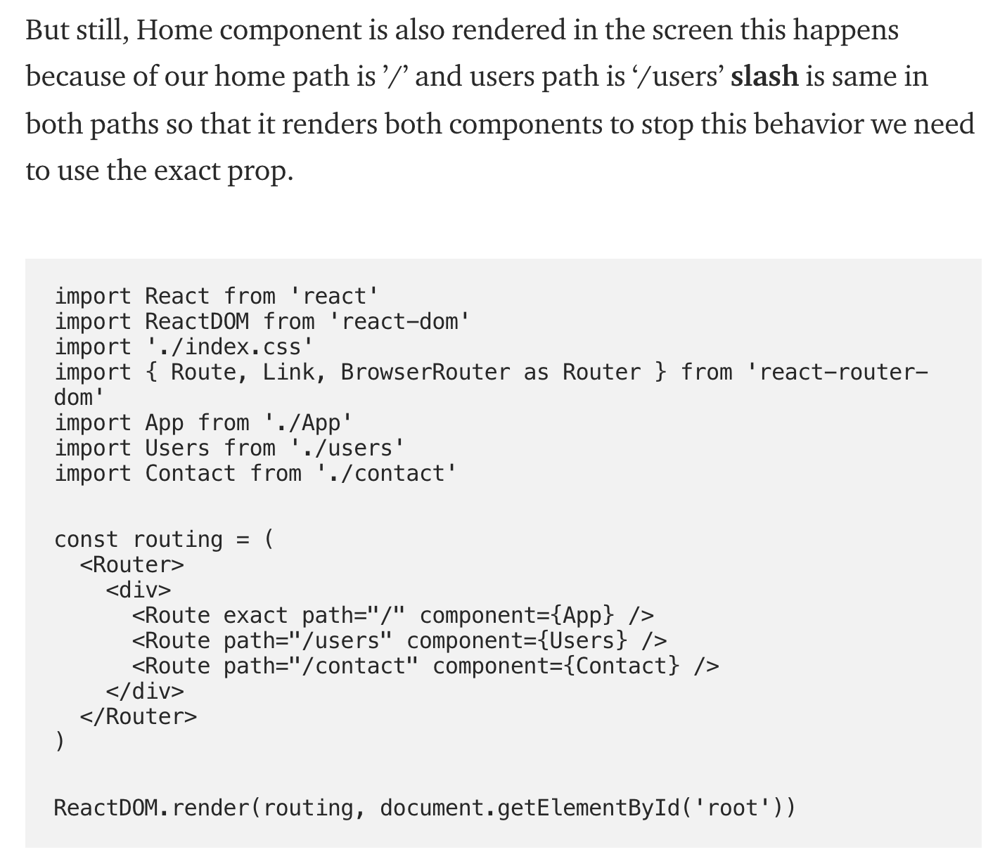 But still, Home component is also rendered in the screen this happens
because of our home path is ’/’ and users path is ‘/users’ slash is same in
both paths so that it renders both components to stop this behavior we need
to use the exact prop.
import React from 'react'
import ReactDOM from 'react-dom'
import './index.css'
import { Route, Link, BrowserRouter as Router } from 'react-router-
dom'
import App from './App'
import Users from './users'
import Contact from './contact'
const routing = (
  <Router>
    <div>
      <Route exact path="/" component={App} />
      <Route path="/users" component={Users} />
      <Route path="/contact" component={Contact} />
    </div>
  </Router>
)
ReactDOM.render(routing, document.getElementById('root'))